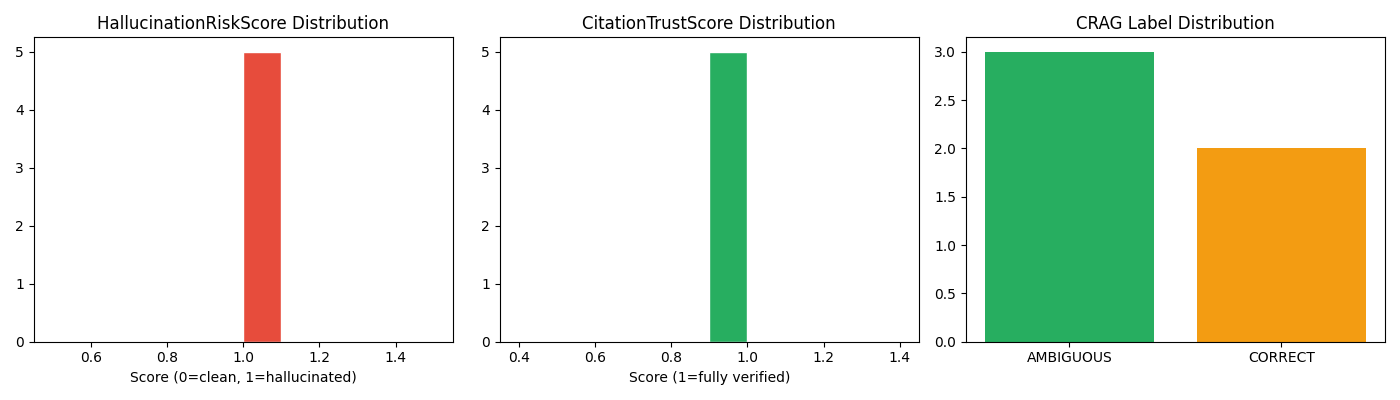 HallucinationRiskScore Distribution
5
4
3
2
1
0
0.6 0.8 1.0 1.2 1.4
Score (0=clean, 1=hallucinated)
CitationTrustScore Distribution
5
4
3
2
1
0
0.4 0.6 0.8 1.0 1.2 1.4
Score (1=fully verified)
CRAG Label Distribution
3.0
2.5
2.0
1.5
1.0
0.5
0.0
AMBIGUOUS CORRECT